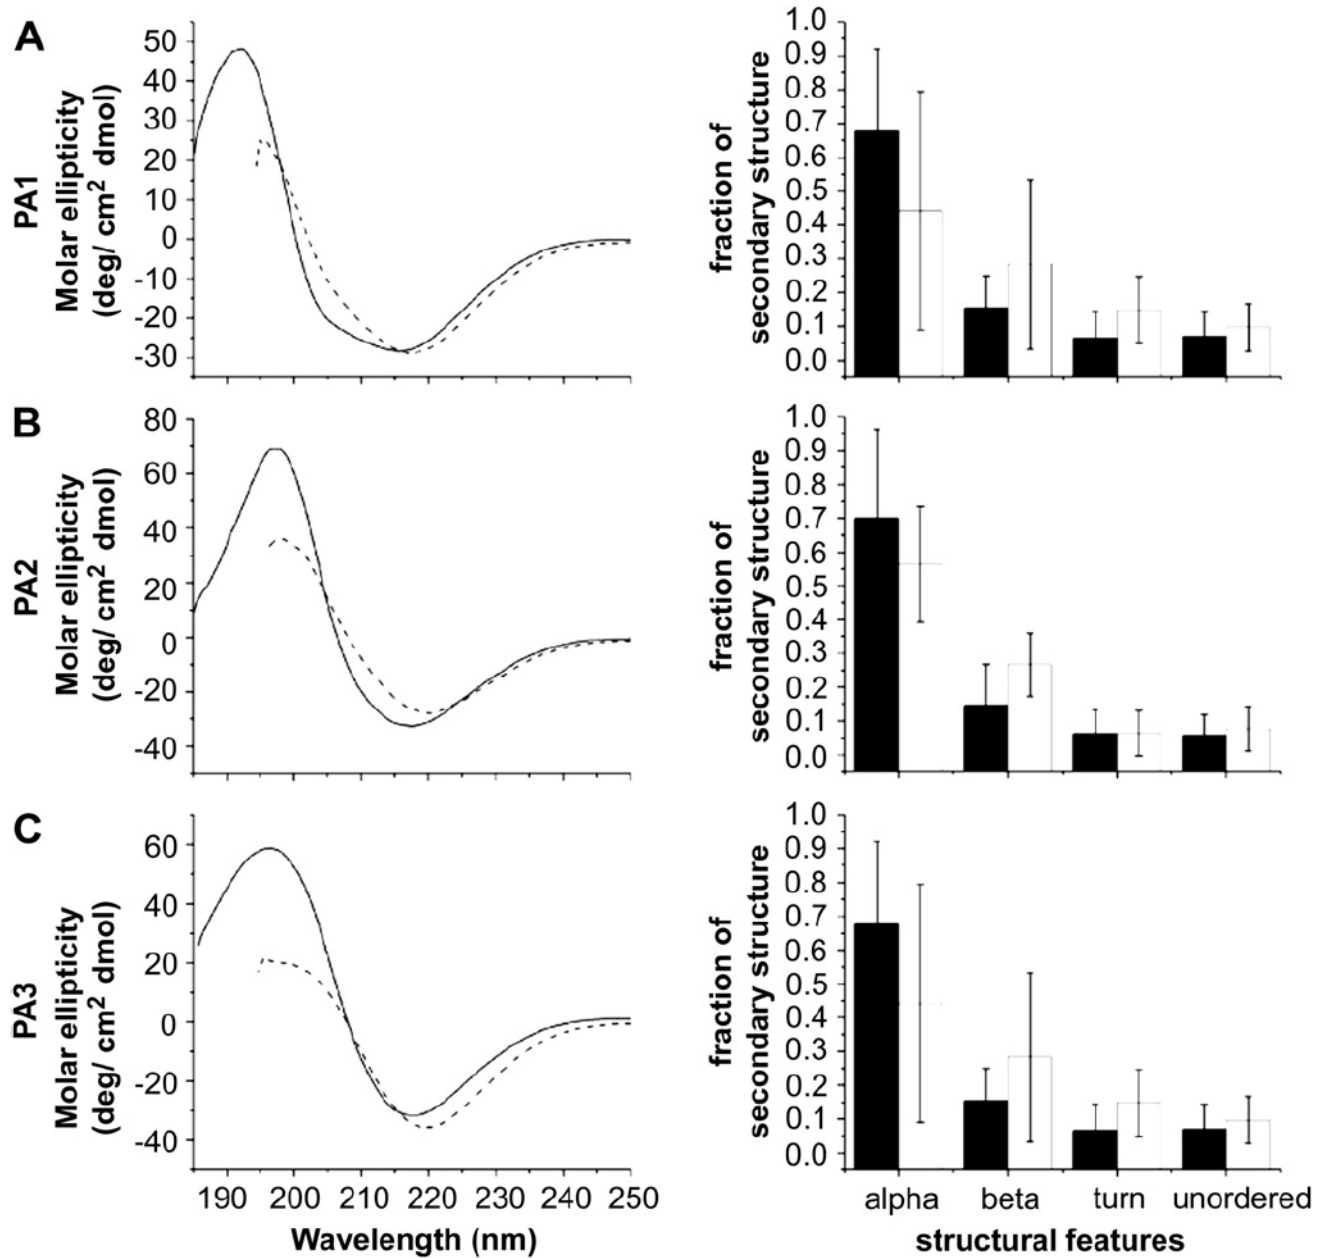 A
PA1
Molar ellipticity
(deg/ cm² dmol)
50
40
30
20
10
0
-10
-20
-30
fraction of
secondary structure
1.0
0.9
0.8
0.7
0.6
0.5
0.4
0.3
0.2
0.1
0.0
B
PA2
Molar ellipticity
(deg/ cm² dmol)
80
60
40
20
0
-20
-40
fraction of
secondary structure
1.0
0.9
0.8
0.7
0.6
0.5
0.4
0.3
0.2
0.1
0.0
C
PA3
Molar ellipticity
(deg/ cm² dmol)
60
40
20
0
-20
-40
190 200 210 220 230 240 250
Wavelength (nm)
fraction of
secondary structure
1.0
0.9
0.8
0.7
0.6
0.5
0.4
0.3
0.2
0.1
0.0
alpha beta turn unordered
structural features